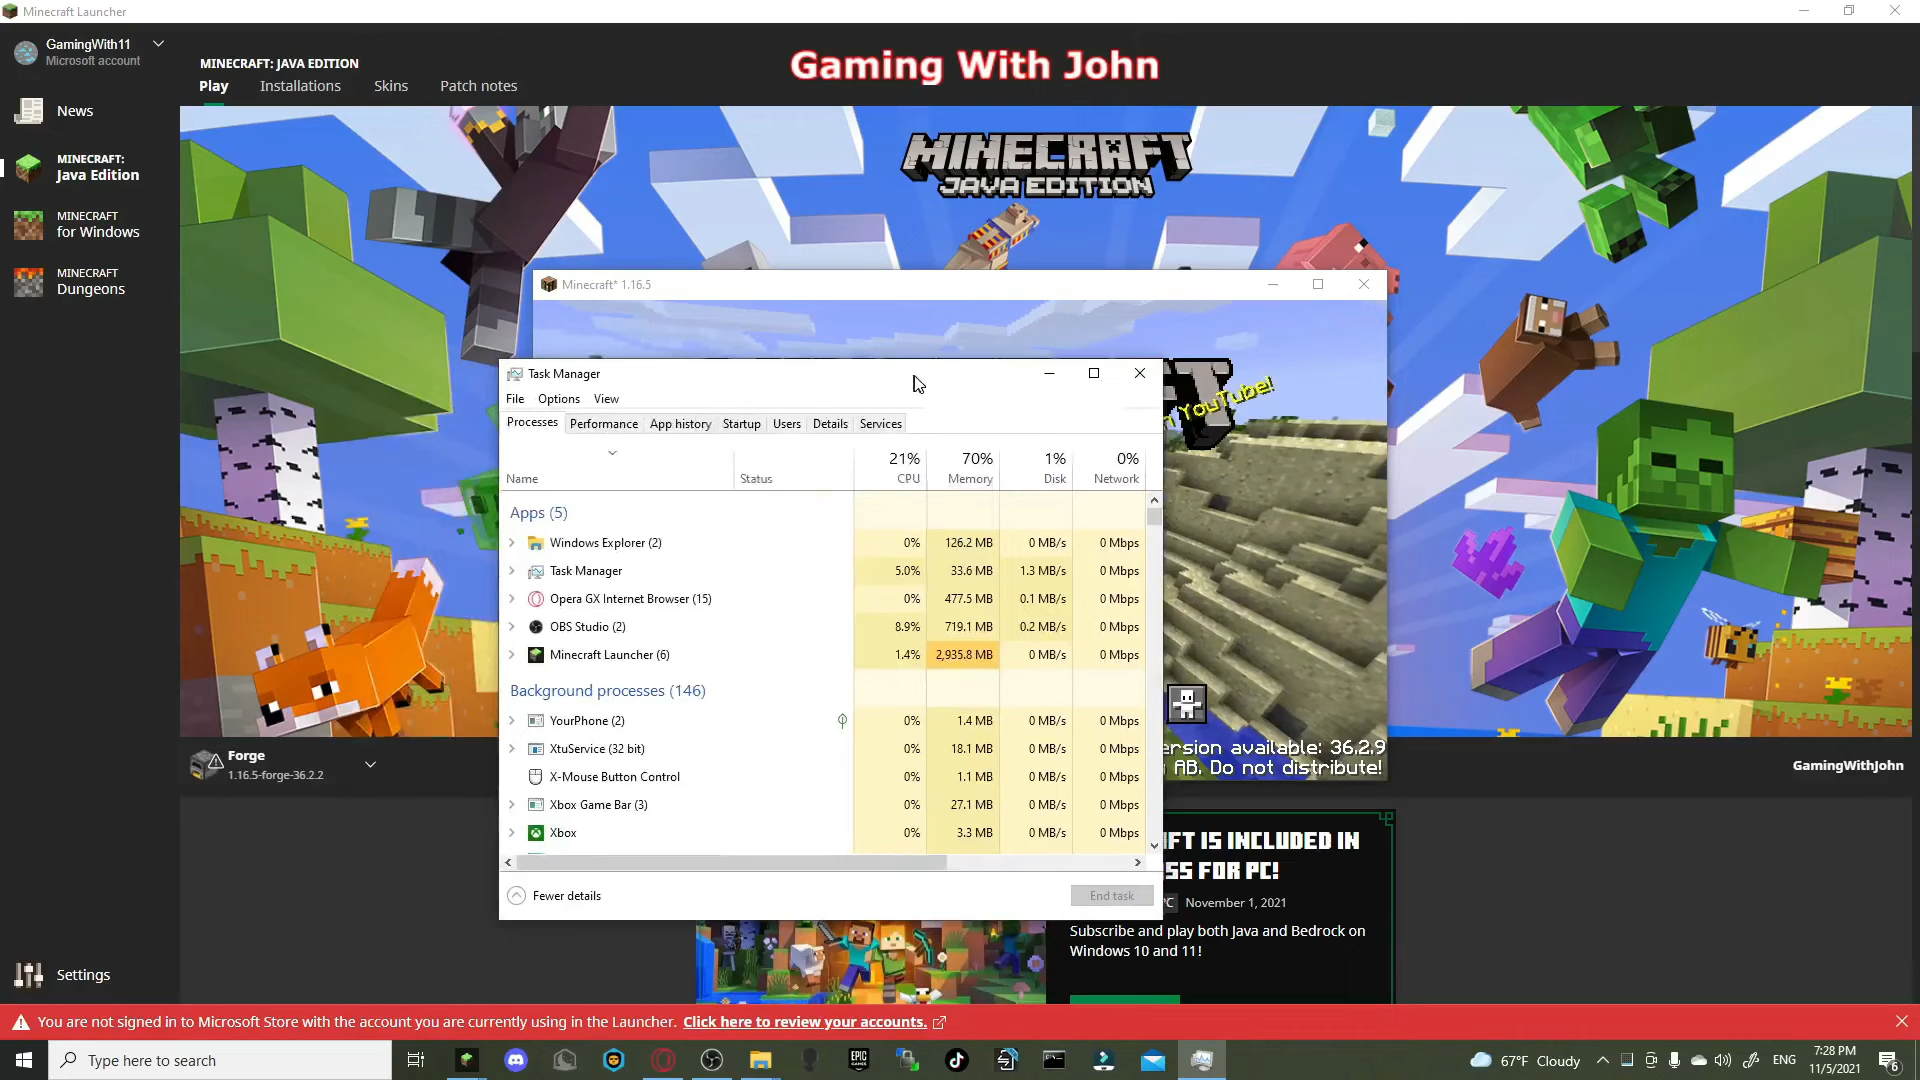 Minecraft Launcher
GamingWith11
Microsoft account
News
MINECRAFT:
Java Edition
MINECRAFT
for Windows
MINECRAFT
Dungeons
Settings
MINECRAFT: JAVA EDITION
Play
Installations
Skins
Patch notes
Gaming With John
MINECRAFT
JAVA EDITION
Minecraft* 1.16.5
YouTube!
ersion available: 36.2.9
AB. Do not distribute!
Task Manager
File Options View
Processes Performance App history Startup Users Details Services
21% 70% 1% 0%
Name Status CPU Memory Disk Network
Apps (5)
Windows Explorer (2) 0% 126.2 MB 0 MB/s 0 Mbps
Task Manager 5.0% 33.6 MB 1.3 MB/s 0 Mbps
Opera GX Internet Browser (15) 0% 477.5 MB 0.1 MB/s 0 Mbps
OBS Studio (2) 8.9% 719.1 MB 0.2 MB/s 0 Mbps
Minecraft Launcher (6) 1.4% 2,935.8 MB 0 MB/s 0 Mbps
Background processes (146)
YourPhone (2) 0% 1.4 MB 0 MB/s 0 Mbps
XtuService (32 bit) 0% 18.1 MB 0 MB/s 0 Mbps
X-Mouse Button Control 0% 1.1 MB 0 MB/s 0 Mbps
Xbox Game Bar (3) 0% 27.1 MB 0 MB/s 0 Mbps
Xbox 0% 3.3 MB 0 MB/s 0 Mbps
Fewer details
End task
Forge
1.16.5-forge-36.2.2
GamingWithJohn
FT IS INCLUDED IN
SS FOR PC!
PC November 1, 2021
Subscribe and play both Java and Bedrock on
Windows 10 and 11!
You are not signed in to Microsoft Store with the account you are currently using in the Launcher. Click here to review your accounts.
Type here to search
EPIC
GAMES
67°F Cloudy
ENG
7:28 PM
11/5/2021
6